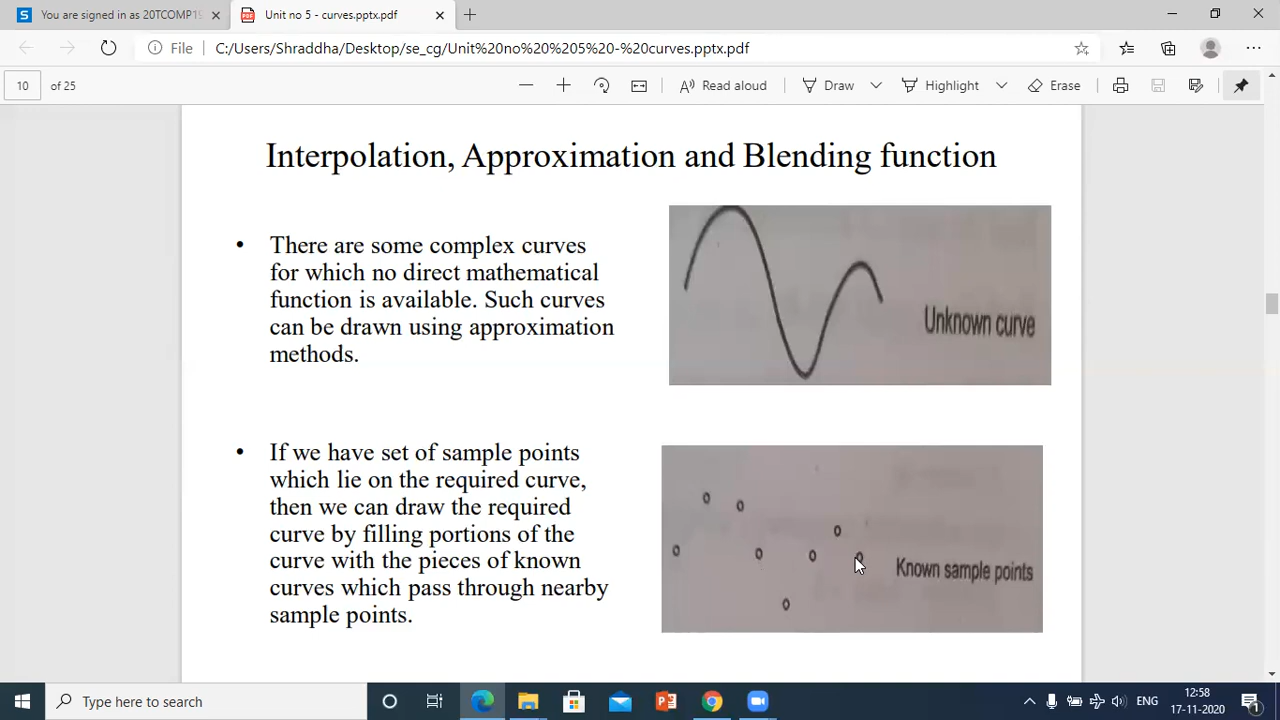 You are signed in as 20TCOMP19
Unit no 5 - curves.pptx.pdf
File
C:/Users/Shraddha/Desktop/se_cg/Unit%20no%20%205%20-%20curves.pptx.pdf
10 of 25
Read aloud
Draw
Highlight
Erase
Interpolation, Approximation and Blending function
• There are some complex curves
for which no direct mathematical
function is available. Such curves
can be drawn using approximation
methods.
Unknown curve
• If we have set of sample points
which lie on the required curve,
then we can draw the required
curve by filling portions of the
curve with the pieces of known
curves which pass through nearby
sample points.
Known sample points
Type here to search
ENG
12:58
17-11-2020
1